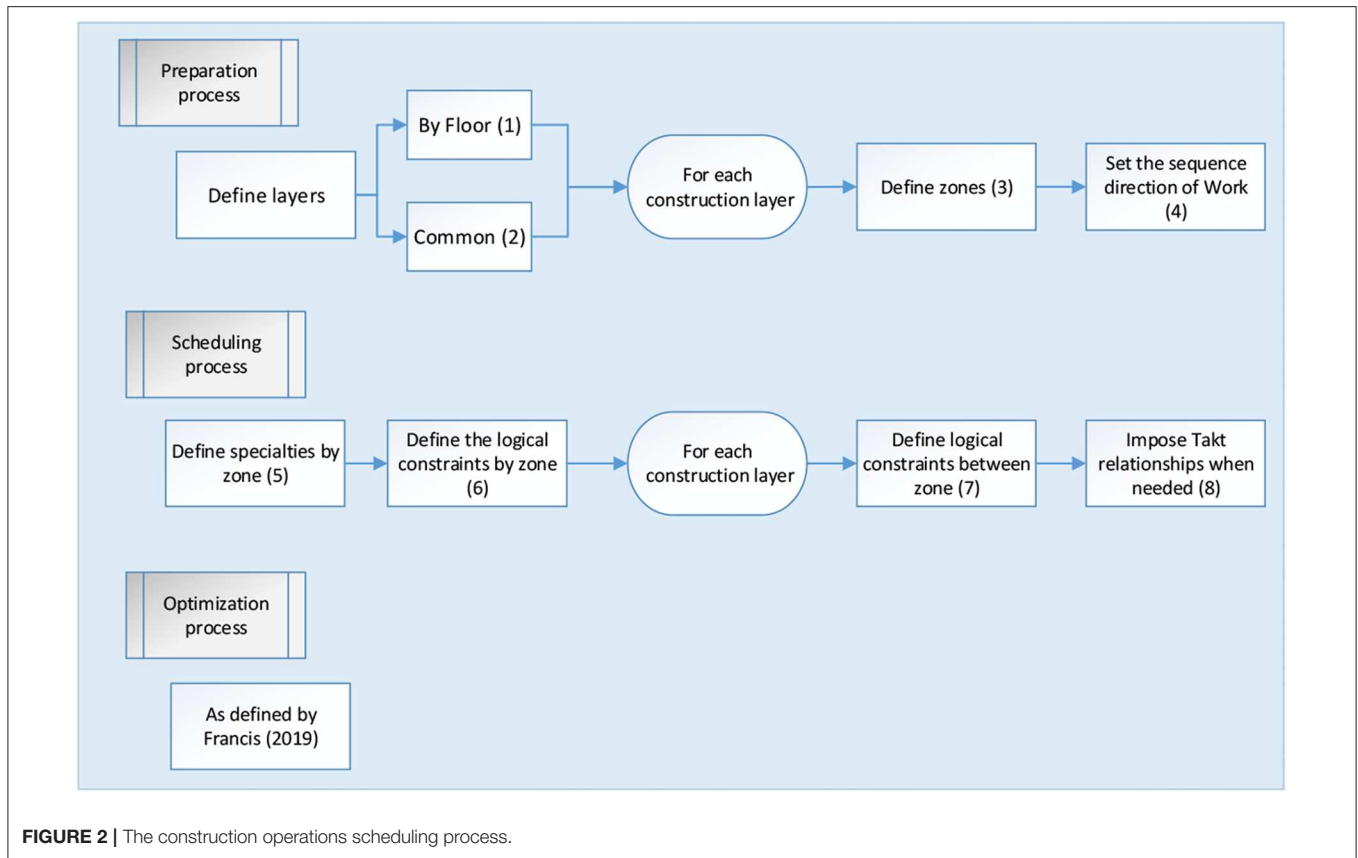 Preparation
process
Define layers
By Floor (1)
Common (2)
For each
construction layer
Define zones (3)
Set the sequence
direction of Work
(4)
Scheduling
process
Define specialties by
zone (5)
Define the logical
constraints by zone
(6)
For each
construction layer
Define logical
constraints between
zone (7)
Impose Takt
relationships when
needed (8)
Optimization
process
As defined by
Francis (2019)
FIGURE 2 | The construction operations scheduling process.